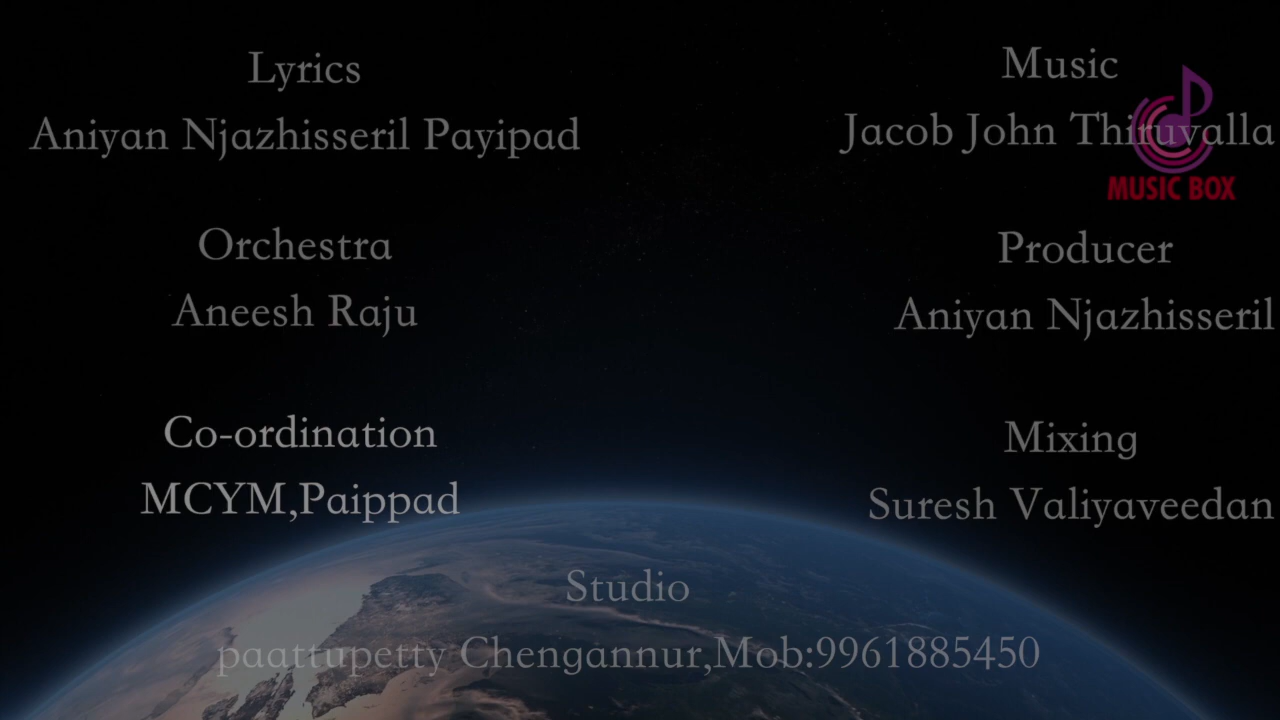 Lyrics
Aniyan Njazhisseril Payipad
Music
Jacob John Thiruvalla
MUSIC BOX
Orchestra
Aneesh Raju
Producer
Aniyan Njazhisseril
Co-ordination
MCYM,Paippad
Mixing
Suresh Valiyaveedan
Studio
paattupetty Chengannur,Mob:9961885450